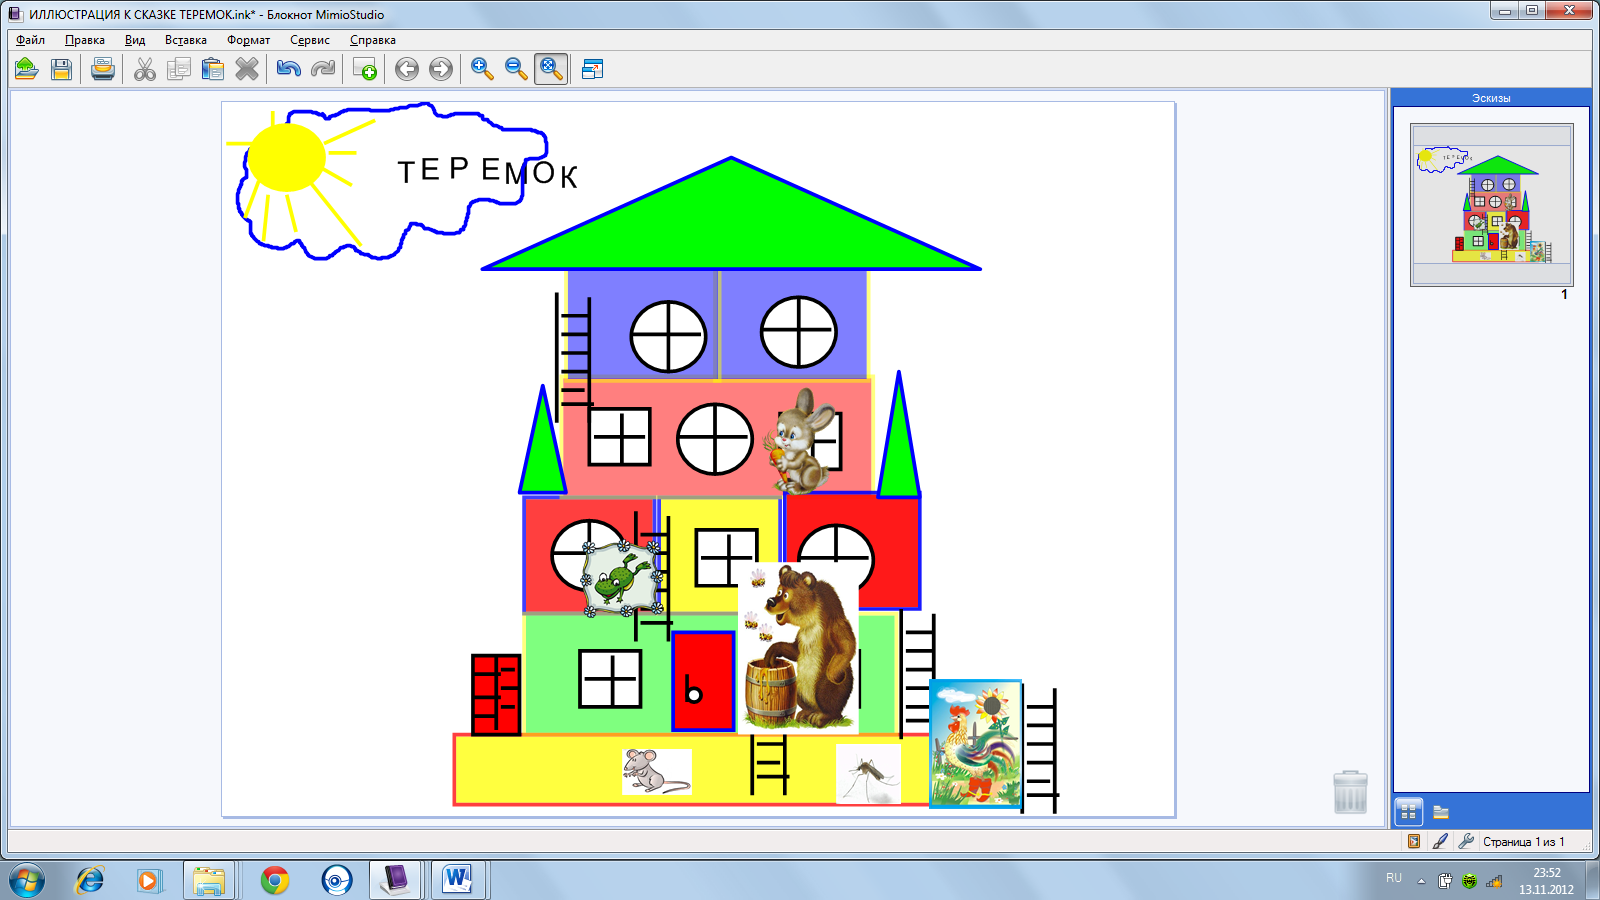 ИЛЛЮСТРАЦИЯ К СКАЗКЕ ТЕРЕМОК.ink* - Блокнот MimioStudio
Файл Правка Вид Вставка Формат Сервис Справка
Эскизы
ТЕРЕМОК
1
Страница 1 из 1
RU
23:52
13.11.2012